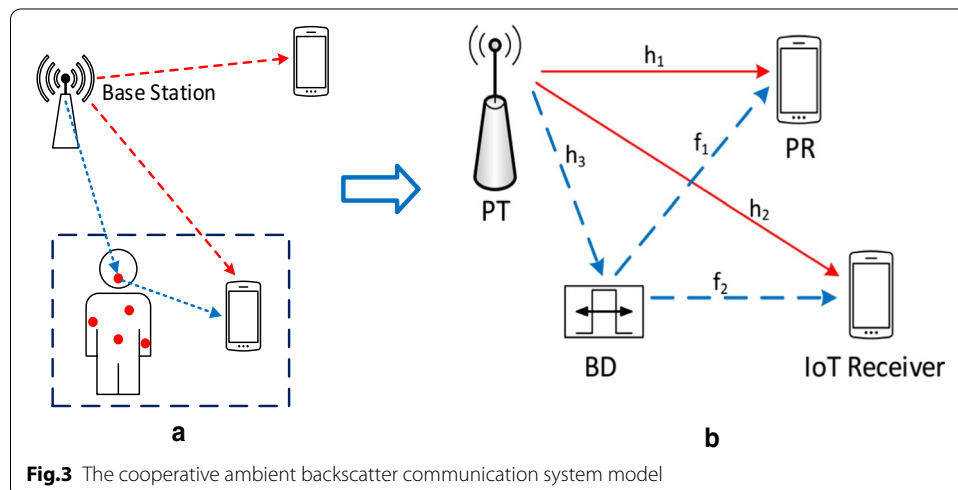 Base Station
a
h₁
PR
f₁
h₃
PT
h₂
f₂
BD
IoT Receiver
b
Fig.3 The cooperative ambient backscatter communication system model